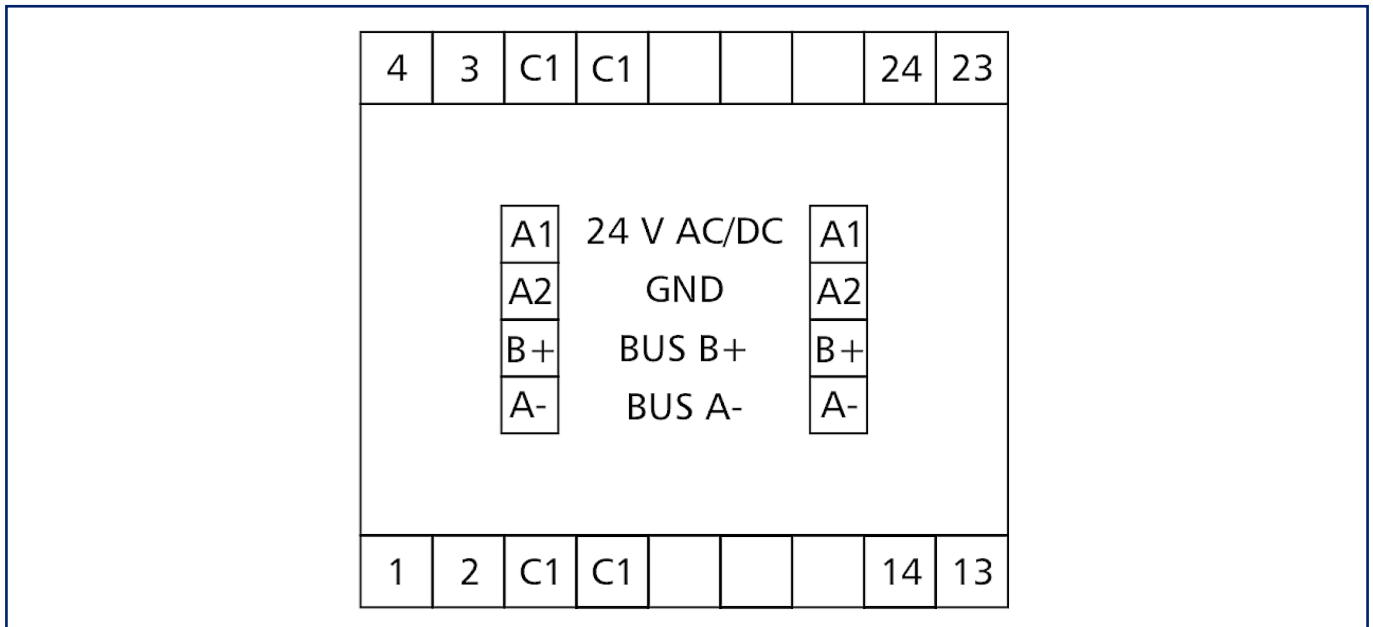 4 3 C1 C1 24 23
A1 24 V AC/DC A1
A2 GND A2
B+ BUS B+ B+
A- BUS A- A-
1 2 C1 C1 14 13